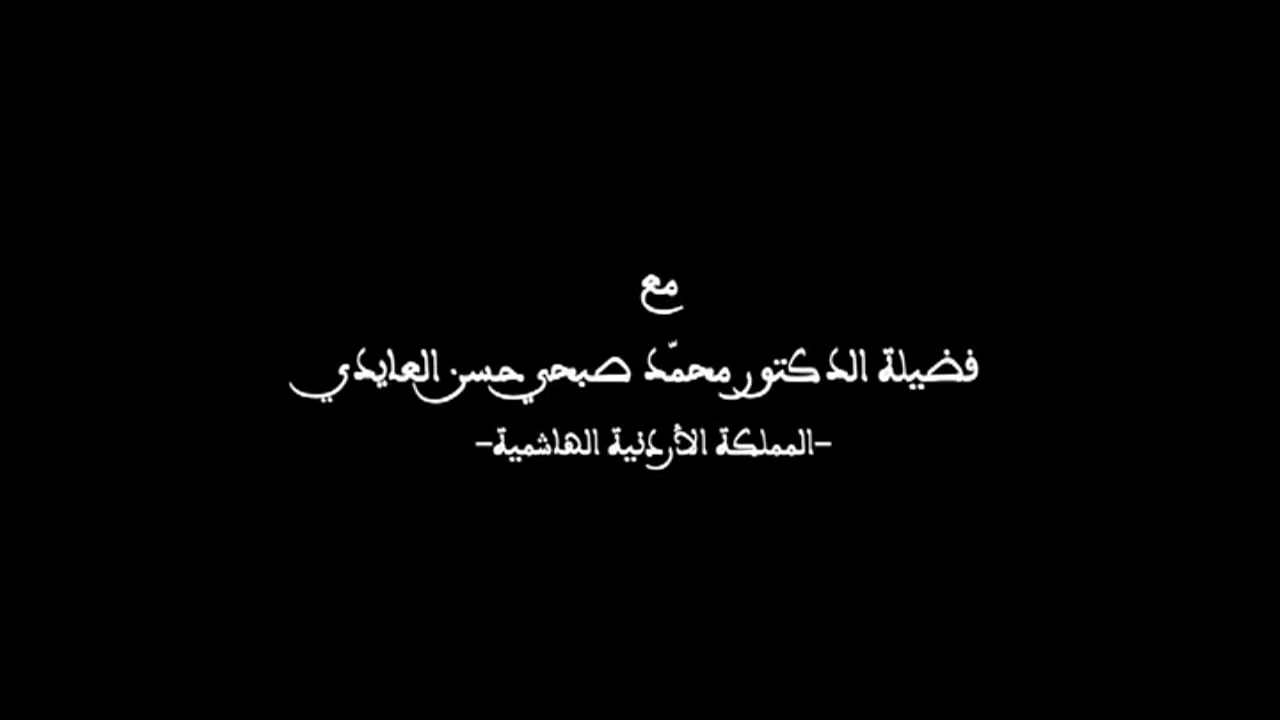 مع
فضيلة الدكتور محمّد صبحي حسن العايدي
-المملكة الأردنية الهاشمية-